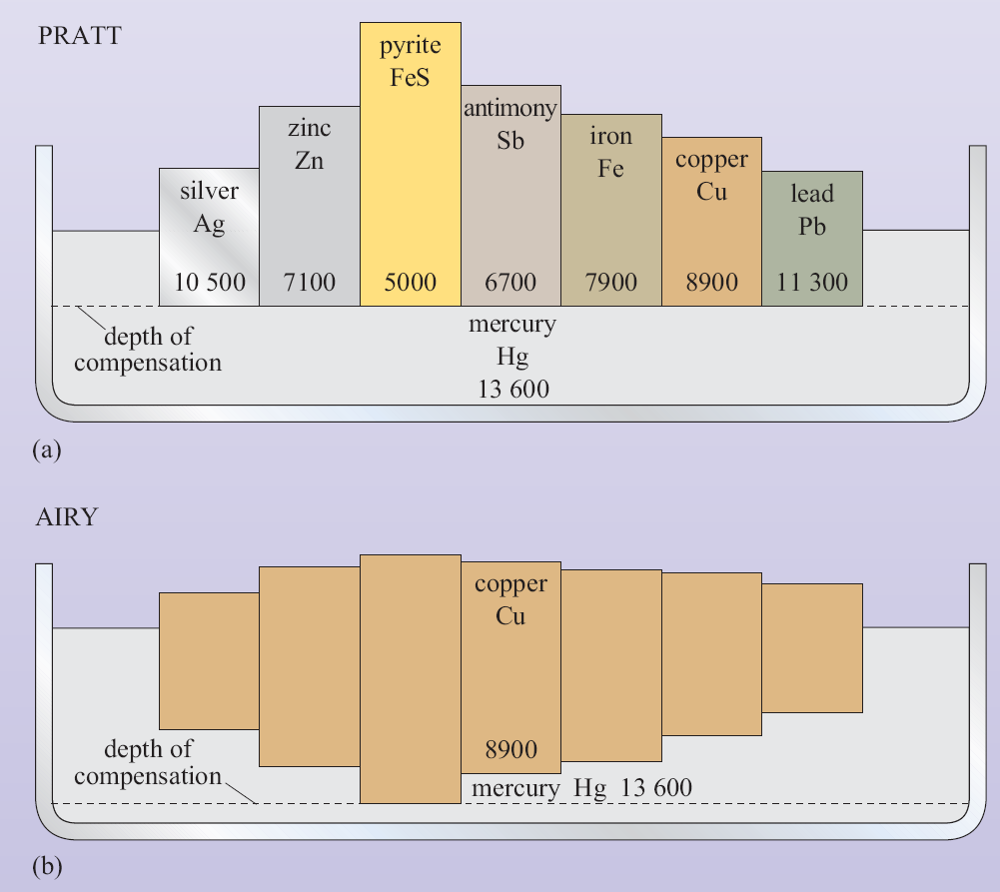 PRATT
pyrite
FeS
antimony
Sb
zinc
Zn
iron
Fe
copper
Cu
silver
Ag
lead
Pb
10 500
7100
5000
6700
7900
8900
11 300
depth of
compensation
mercury
Hg
13 600
(a)
AIRY
copper
Cu
8900
depth of
compensation
mercury Hg 13 600
(b)